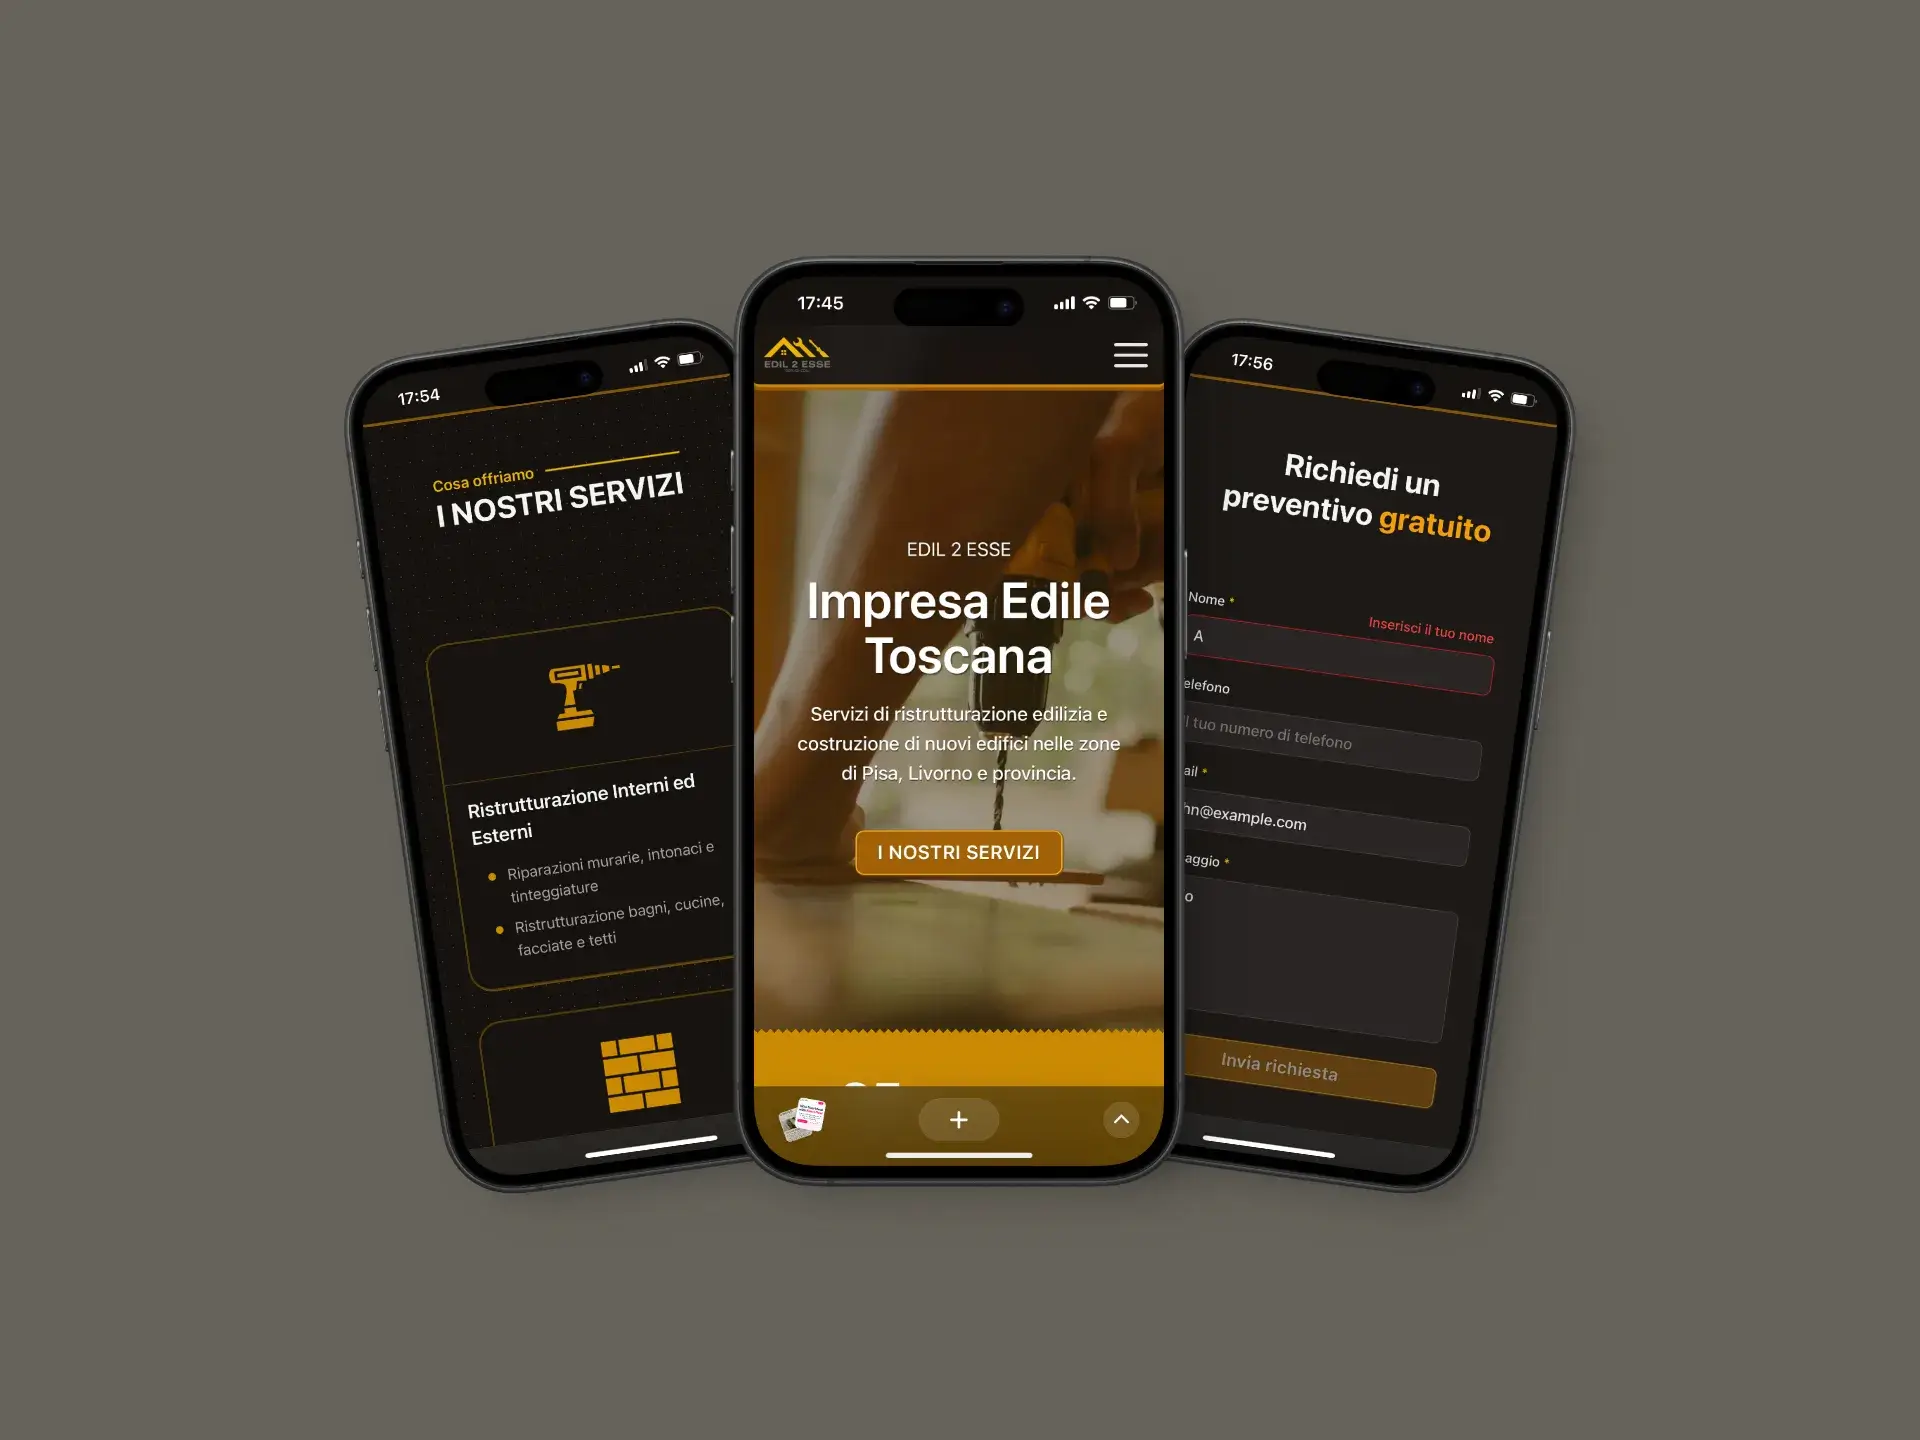 17:54
Cosa offriamo
I NOSTRI SERVIZI
Ristrutturazione Interni ed
Esterni
Riparazioni murarie, intonaci e
tinteggiature
Ristrutturazione bagni, cucine,
facciate e tetti
17:45
EDIL 2 ESSE
EDIL 2 ESSE
Impresa Edile
Toscana
Servizi di ristrutturazione edilizia e
costruzione di nuovi edifici nelle zone
di Pisa, Livorno e provincia.
I NOSTRI SERVIZI
17:56
Richiedi un
preventivo gratuito
Nome *
Inserisci il tuo nome
A
elefono
l tuo numero di telefono
ail *
hn@example.com
aggio *
o
Invia richiesta